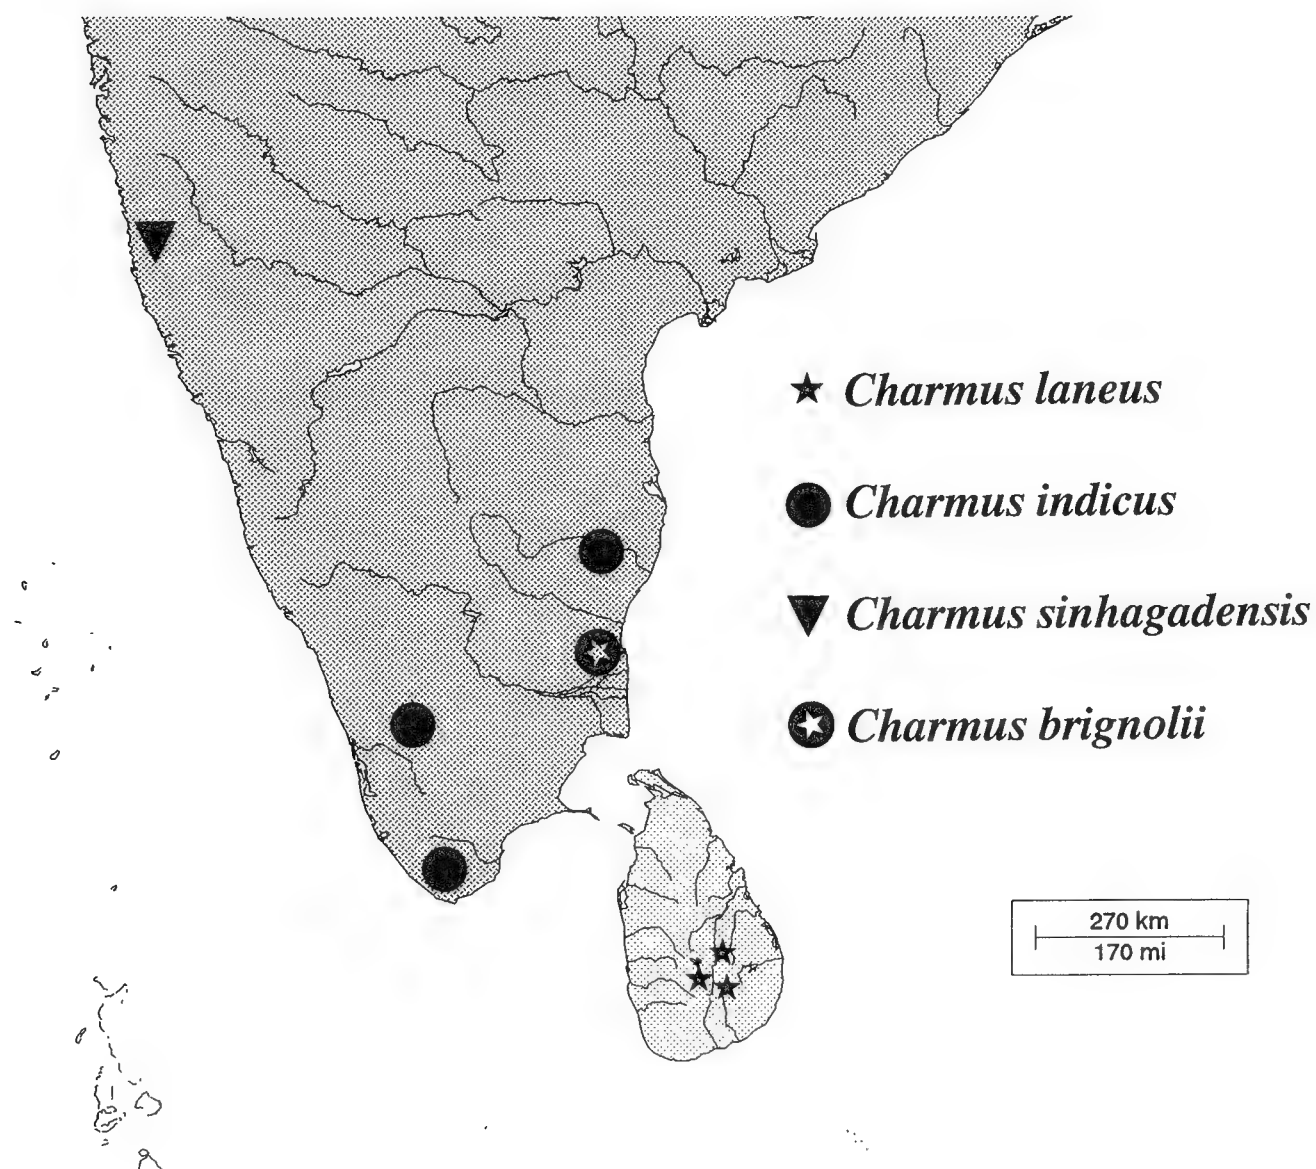 Charmus laneus
Charmus indicus
Charmus sinhagadensis
Charmus brignolii
270 km
170 mi